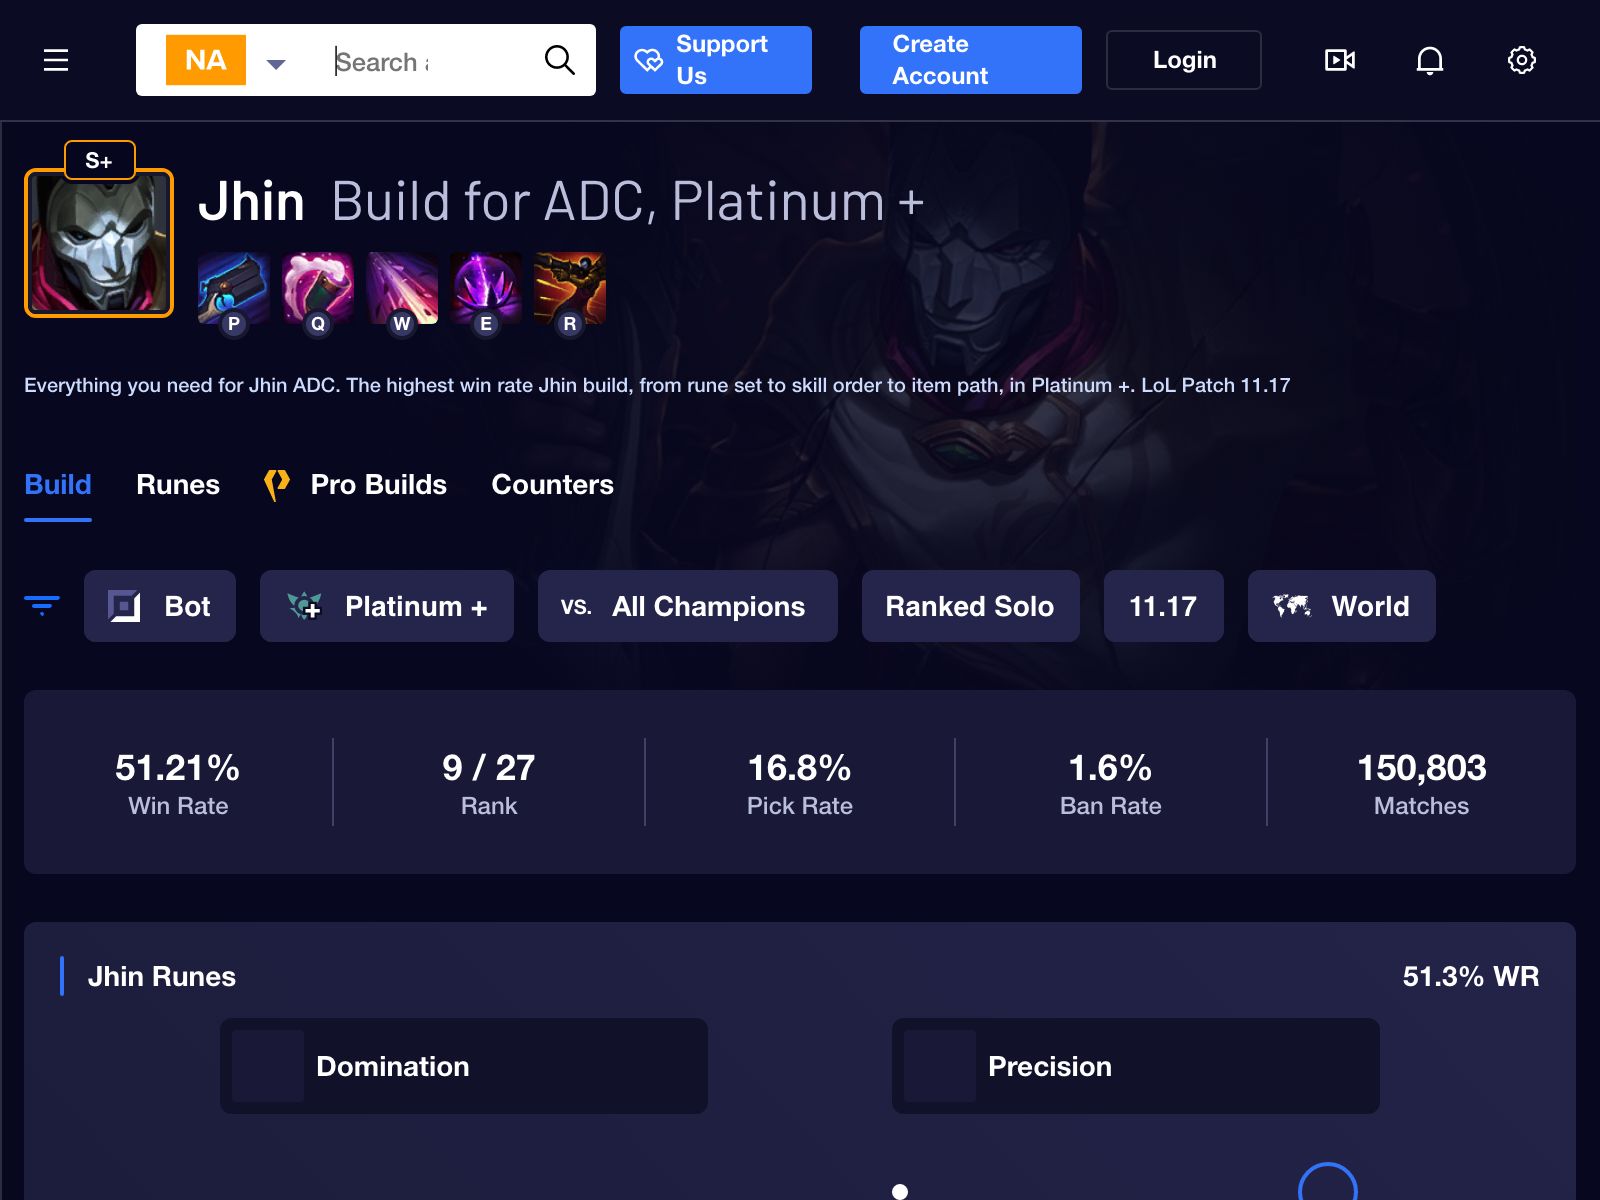 NA
Search
Support
Us
Create
Account
Login
S+
Jhin Build for ADC, Platinum +
P Q W E R
Everything you need for Jhin ADC. The highest win rate Jhin build, from rune set to skill order to item path, in Platinum +. LoL Patch 11.17
Build Runes Pro Builds Counters
Bot Platinum + vs. All Champions Ranked Solo 11.17 World
51.21% 9 / 27 16.8% 1.6% 150,803
Win Rate Rank Pick Rate Ban Rate Matches
Jhin Runes 51.3% WR
Domination Precision